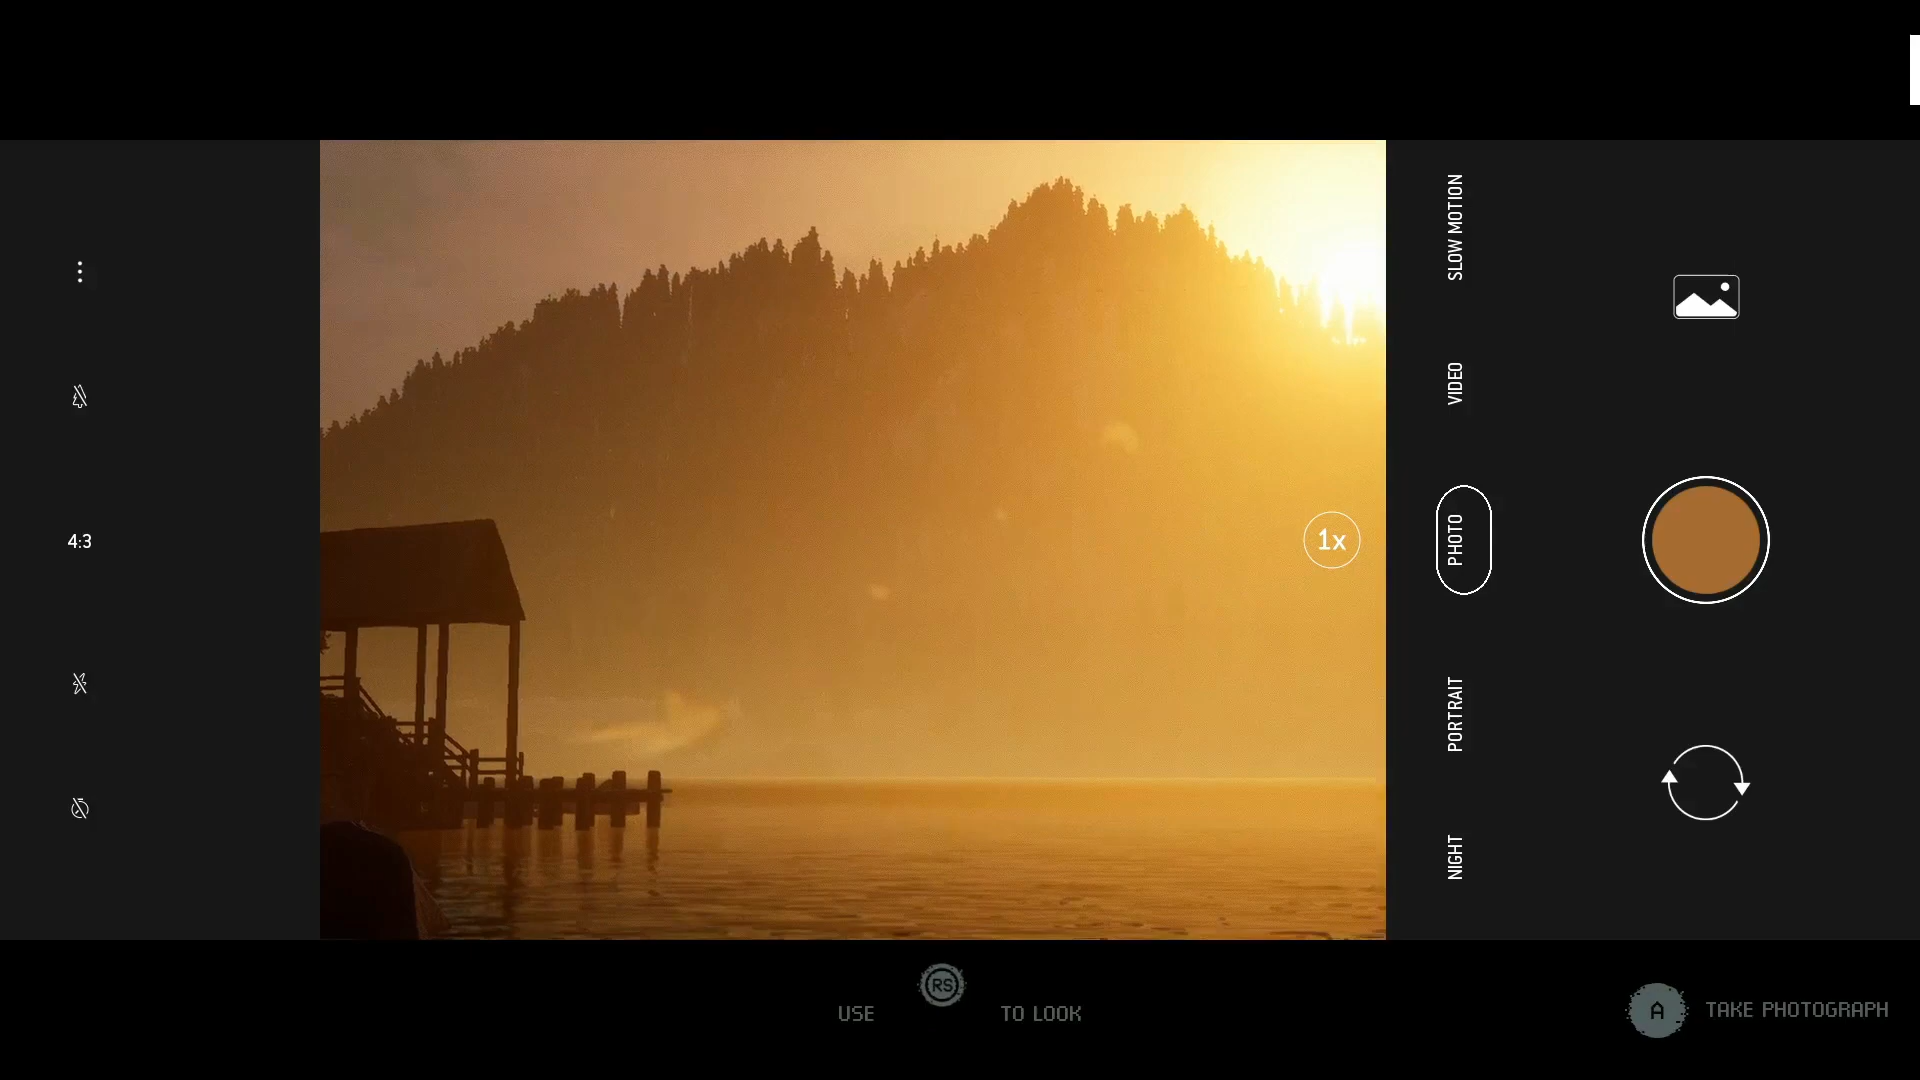 4:3
1x
SLOW MOTION
VIDEO
PHOTO
PORTRAIT
NIGHT
USE RS TO LOOK
A TAKE PHOTOGRAPH